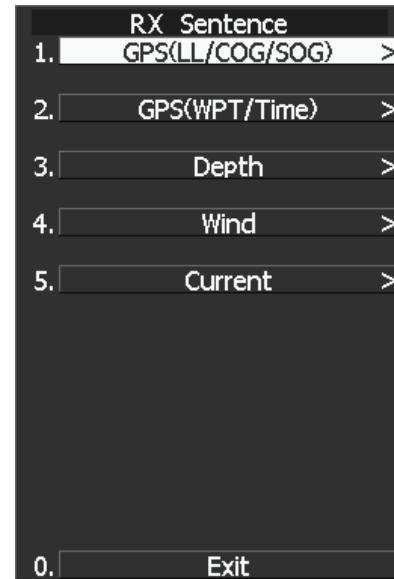 RX Sentence
1. GPS(LL/COG/SOG) >
2. GPS(WPT/Time) >
3. Depth >
4. Wind >
5. Current >
0. Exit